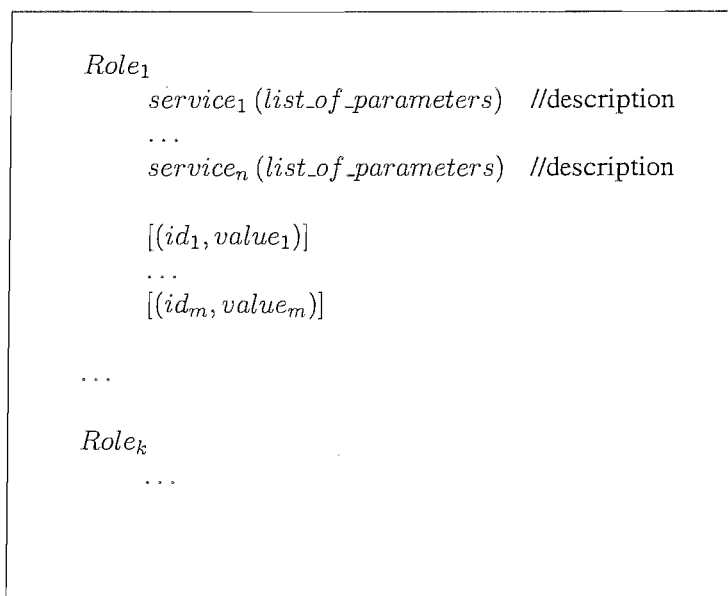 Role₁
service₁ (list_of_parameters) //description
...
serviceₙ (list_of_parameters) //description
[(id₁, value₁)]
...
[(idₘ, valueₘ)]
...
Roleₖ
...